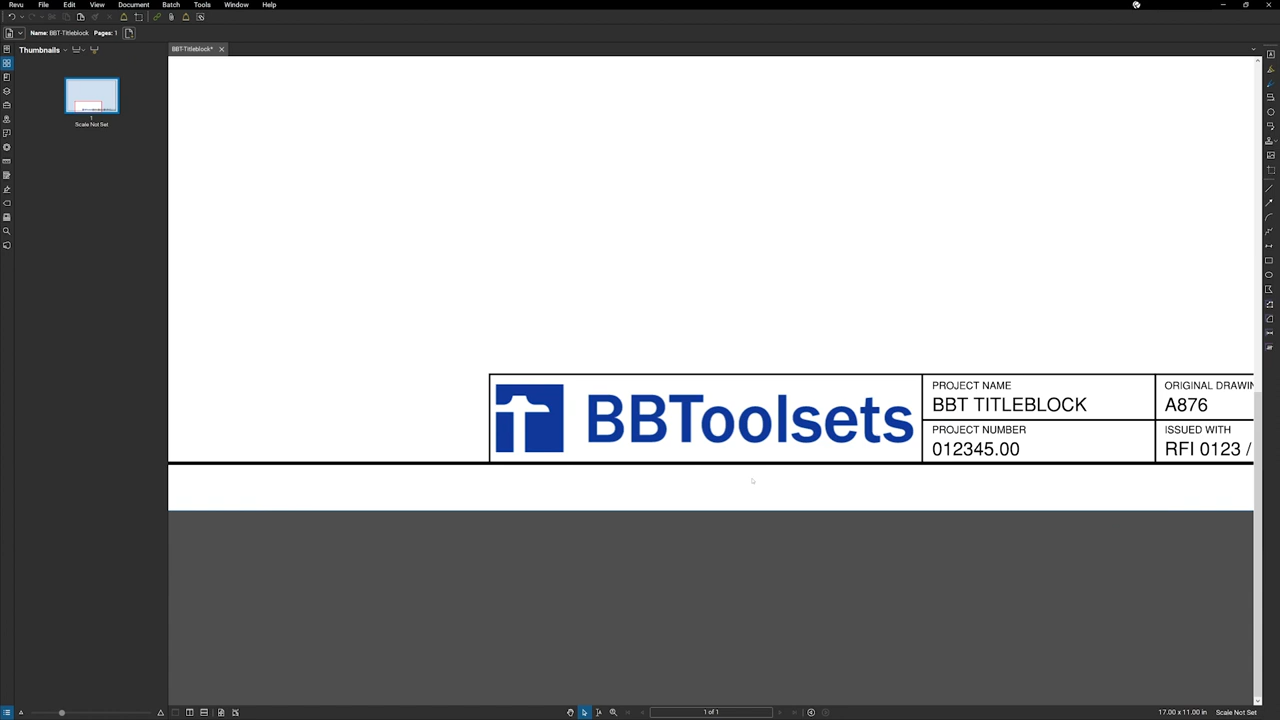 Revu File Edit View Document Batch Tools Window Help
Name: BBT-Titleblock Pages: 1
Thumbnails
BBT-Titleblock*
1
Scale Not Set
BBToolsets
PROJECT NAME
BBT TITLEBLOCK
PROJECT NUMBER
012345.00
ORIGINAL DRAWIN
A876
ISSUED WITH
RFI 0123 /
1 of 1
17.00 x 11.00 in Scale Not Set